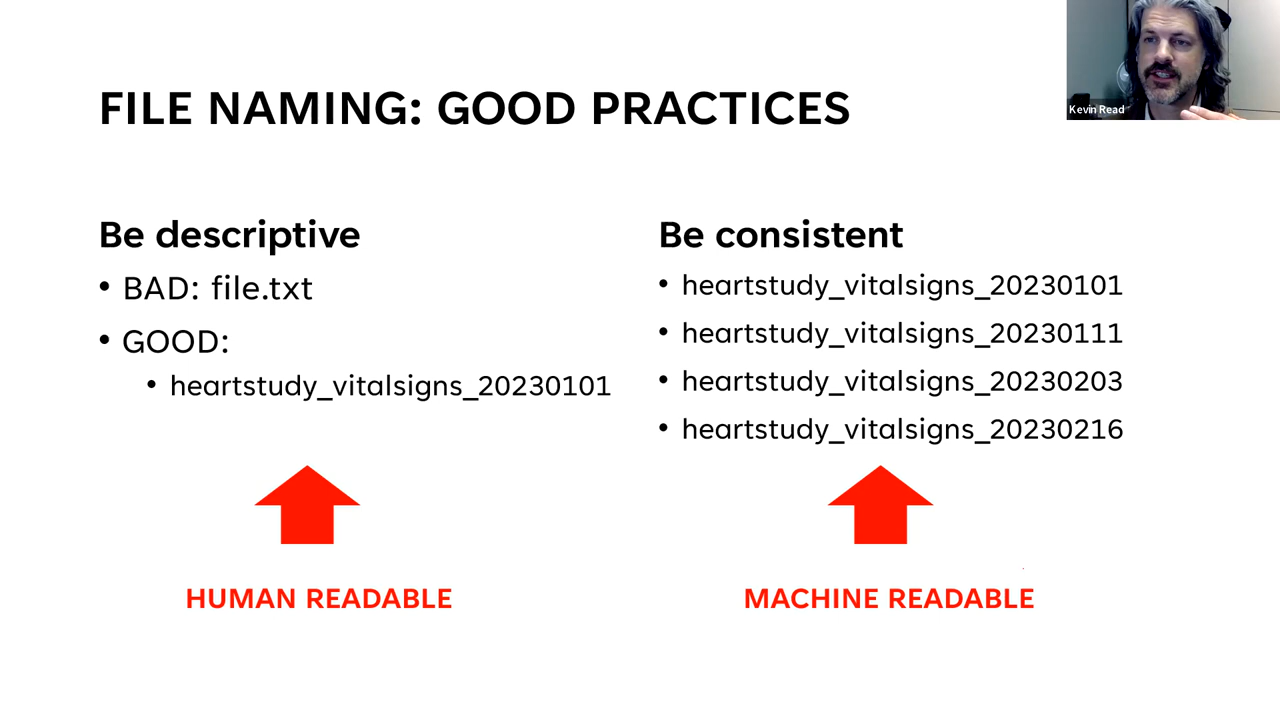 FILE NAMING: GOOD PRACTICES
Kevin Read
Be descriptive
• BAD: file.txt
• GOOD:
• heartstudy_vitalsigns_20230101
HUMAN READABLE
Be consistent
• heartstudy_vitalsigns_20230101
• heartstudy_vitalsigns_20230111
• heartstudy_vitalsigns_20230203
• heartstudy_vitalsigns_20230216
MACHINE READABLE